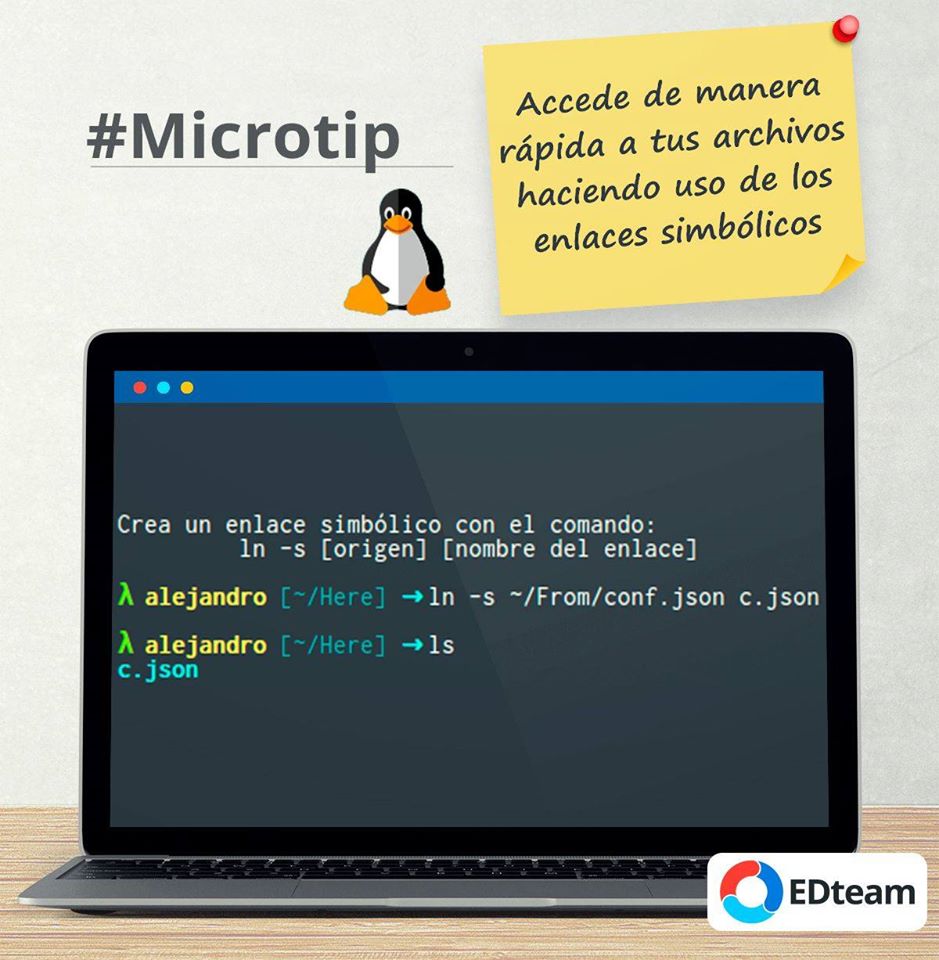 #Microtip
Accede de manera
rápida a tus archivos
haciendo uso de los
enlaces simbólicos
Crea un enlace simbólico con el comando:
ln -s [origen] [nombre del enlace]
λ alejandro [~/Here] →ln -s ~/From/conf.json c.json
λ alejandro [~/Here] →ls
c.json
EDteam